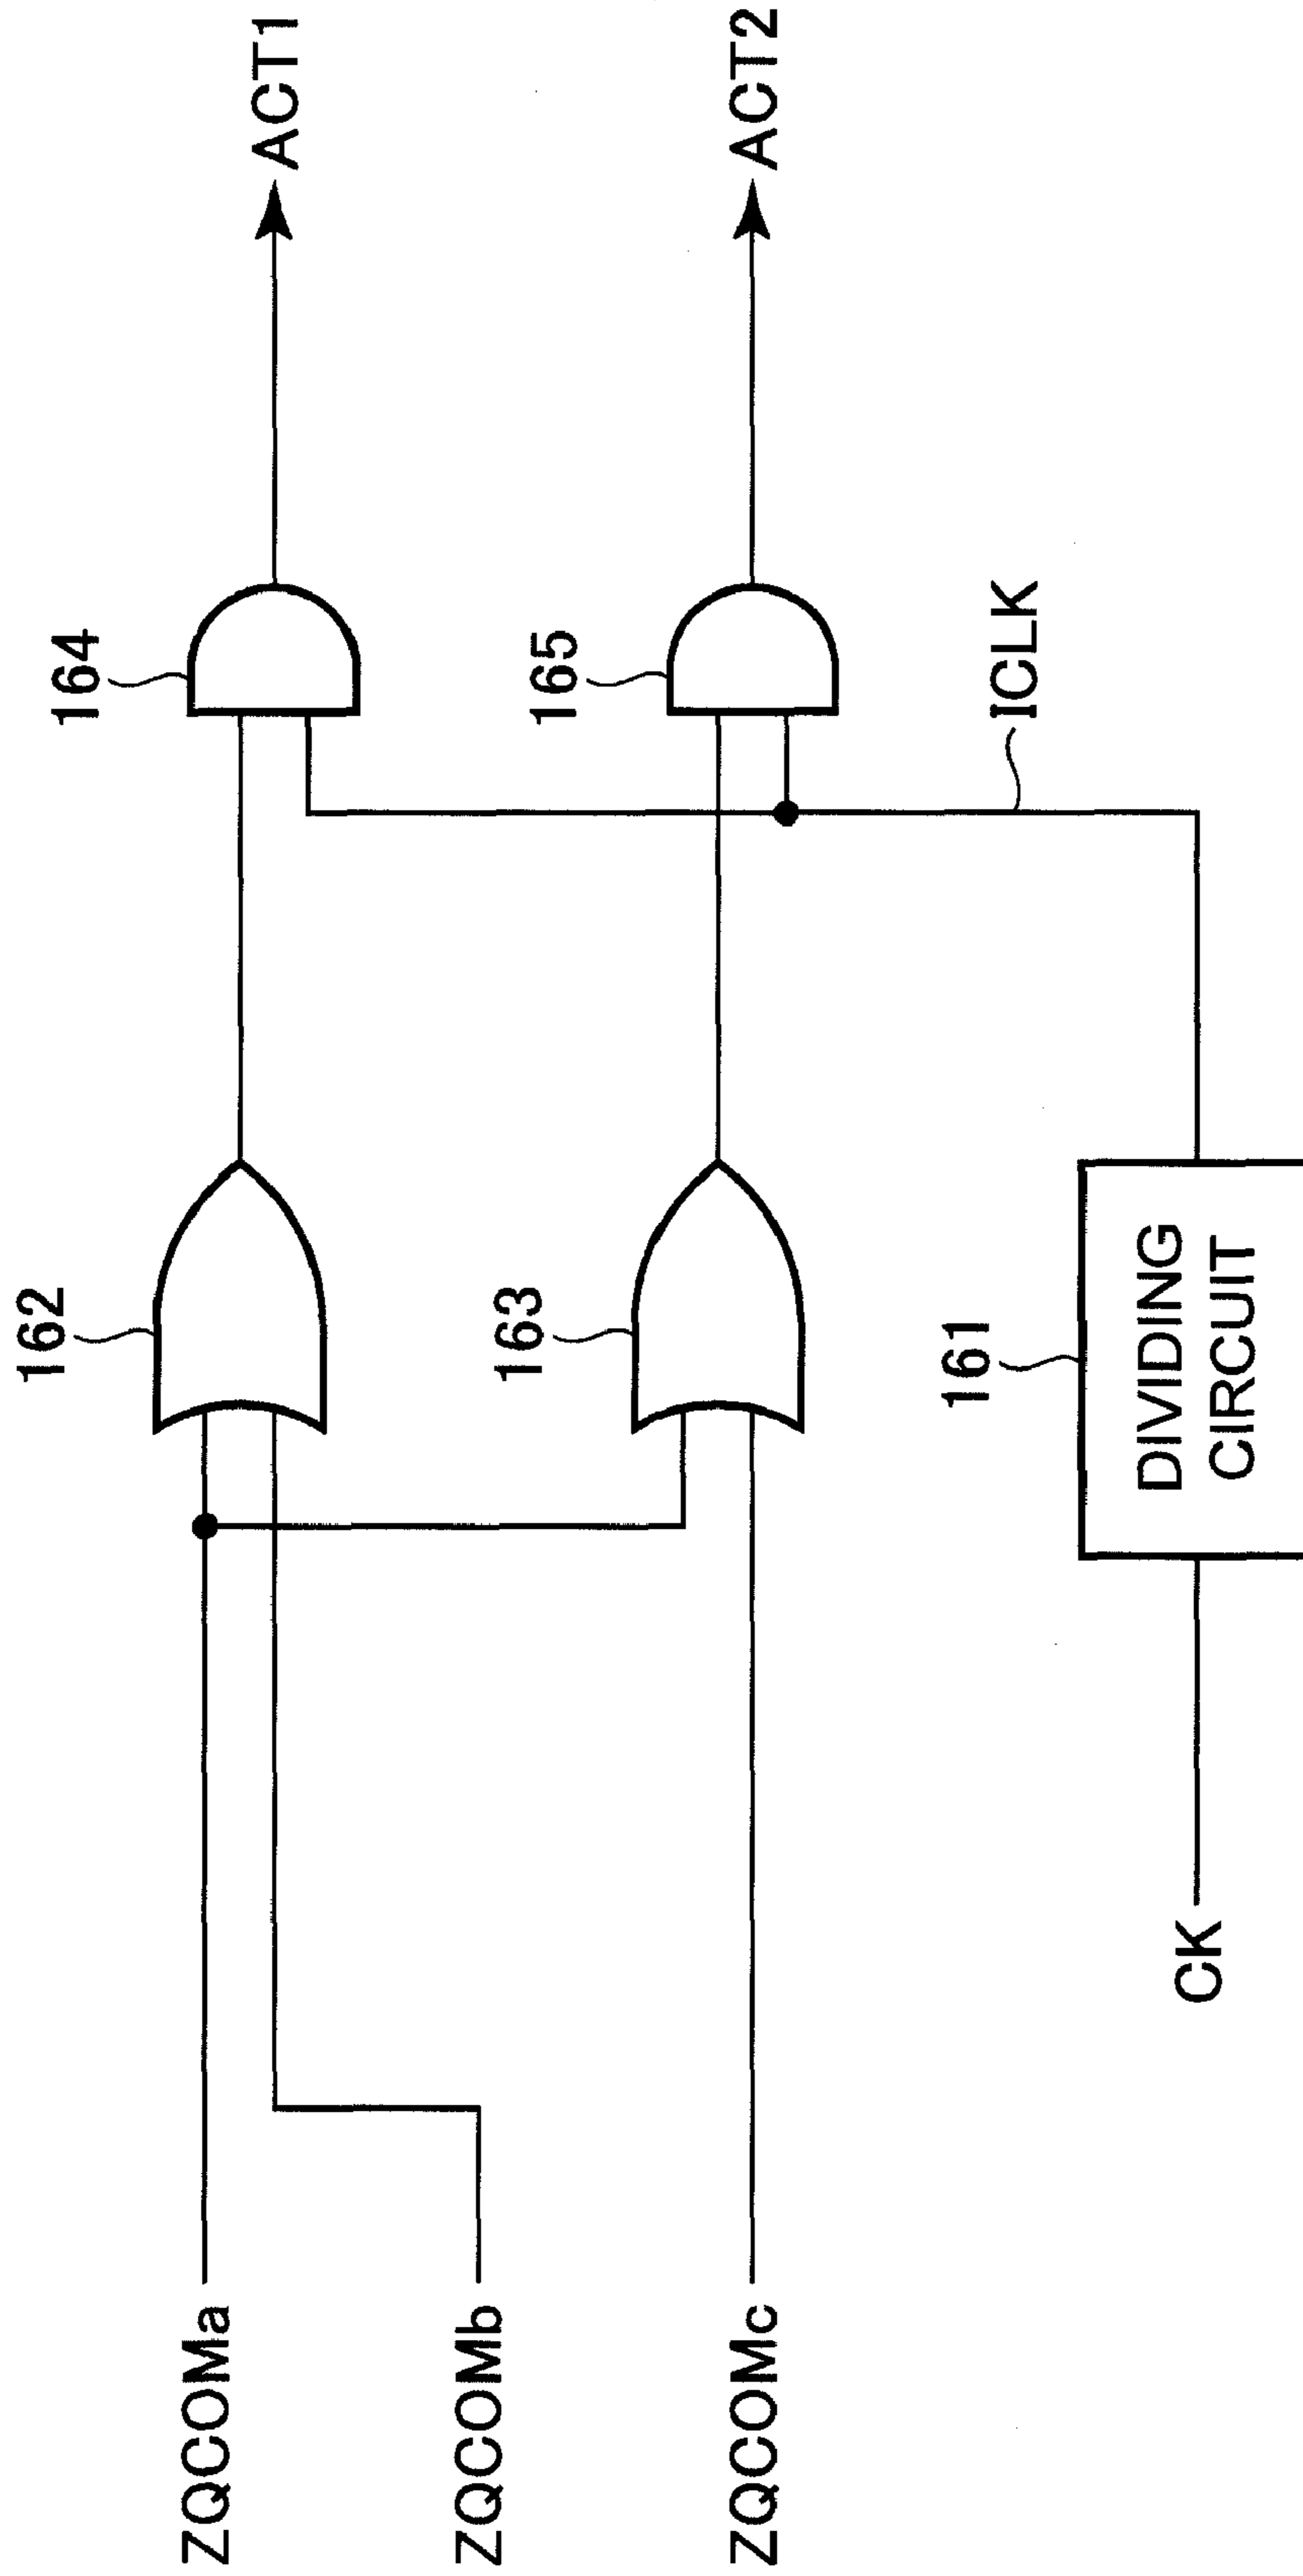 ZQCOMa
ZQCOMb
ZQCOMc
162
164
ACT1
163
165
ACT2
ICLK
161
DIVIDING
CIRCUIT
CK